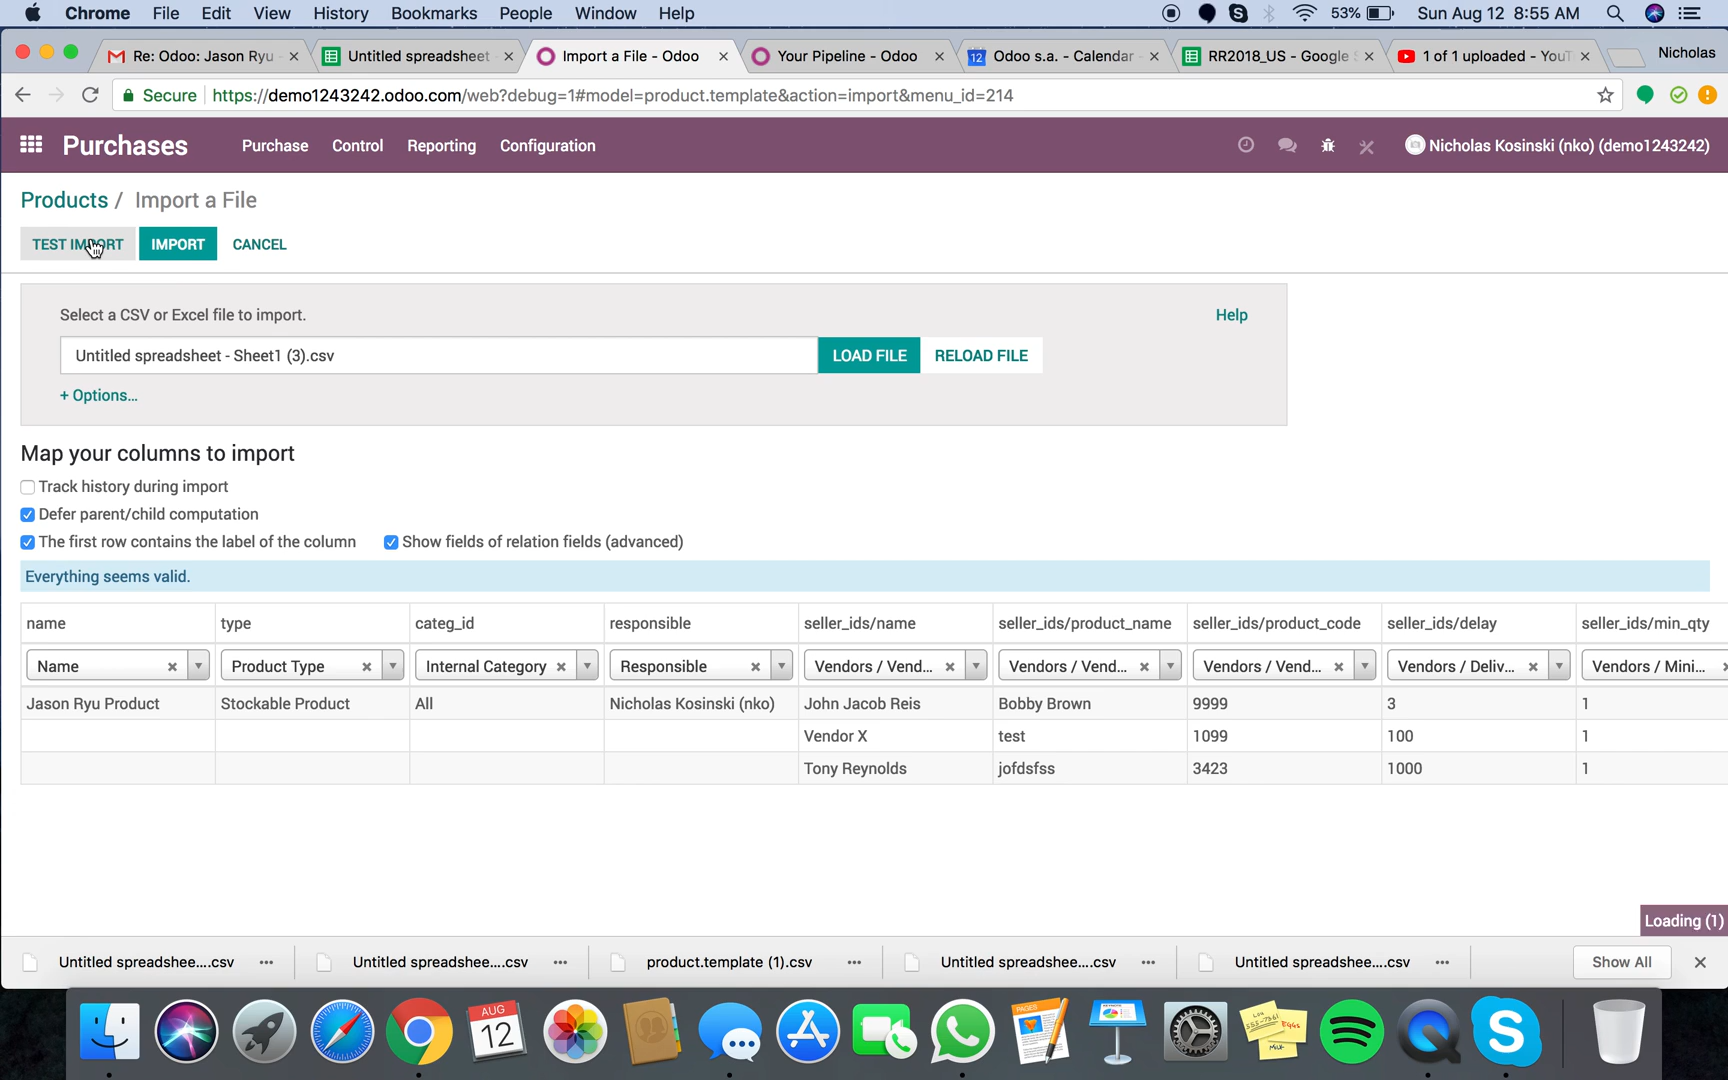 Chrome File Edit View History Bookmarks People Window Help 53% Sun Aug 12 8:55 AM
Re: Odoo: Jason Ryu Untitled spreadsheet Import a File - Odoo Your Pipeline - Odoo 12 Odoo s.a. - Calendar RR2018_US - Google 1 of 1 uploaded - YouT Nicholas
Secure https://demo1243242.odoo.com/web?debug=1#model=product.template&action=import&menu_id=214
Purchases Purchase Control Reporting Configuration Nicholas Kosinski (nko) (demo1243242)
Products / Import a File
TEST IMPORT IMPORT CANCEL
Select a CSV or Excel file to import. Help
Untitled spreadsheet - Sheet1 (3).csv LOAD FILE RELOAD FILE
+ Options...
Map your columns to import
Track history during import
Defer parent/child computation
The first row contains the label of the column Show fields of relation fields (advanced)
Everything seems valid.
name type categ_id responsible seller_ids/name seller_ids/product_name seller_ids/product_code seller_ids/delay seller_ids/min_qty
Name Product Type Internal Category Responsible Vendors / Vend... Vendors / Vend... Vendors / Vend... Vendors / Deliv... Vendors / Mini...
Jason Ryu Product Stockable Product All Nicholas Kosinski (nko) John Jacob Reis Bobby Brown 9999 3 1
Vendor X test 1099 100 1
Tony Reynolds jofdsfss 3423 1000 1
Loading (1)
Untitled spreadshee....csv Untitled spreadshee....csv product.template (1).csv Untitled spreadshee....csv Untitled spreadshee....csv Show All
AUG
12
PAGES